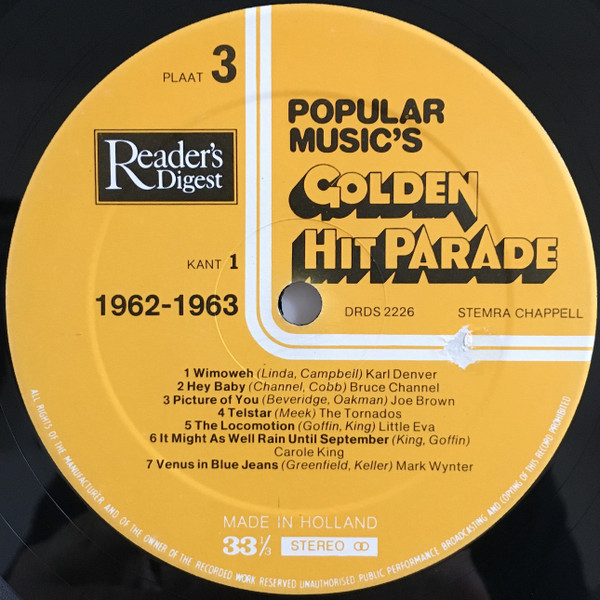 PLAAT 3
POPULAR
MUSIC'S
GOLDEN
HIT PARADE
Reader's
Digest
KANT 1
1962-1963
DRDS 2226
STEMRA CHAPPELL
1 Wimoweh (Linda, Campbell) Karl Denver
2 Hey Baby (Channel, Cobb) Bruce Channel
3 Picture of You (Beveridge, Oakman) Joe Brown
4 Telstar (Meek) The Tornados
5 The Locomotion (Goffin, King) Little Eva
6 It Might As Well Rain Until September (King, Goffin)
Carole King
7 Venus in Blue Jeans (Greenfield, Keller) Mark Wynter
MADE IN HOLLAND
33 1/3 STEREO
ALL RIGHTS OF THE MANUFACTURER AND OF THE OWNER OF THE RECORDED WORK RESERVED UNAUTHORISED PUBLIC PERFORMANCE BROADCASTING AND COPYING OF THIS RECORD PROHIBITED